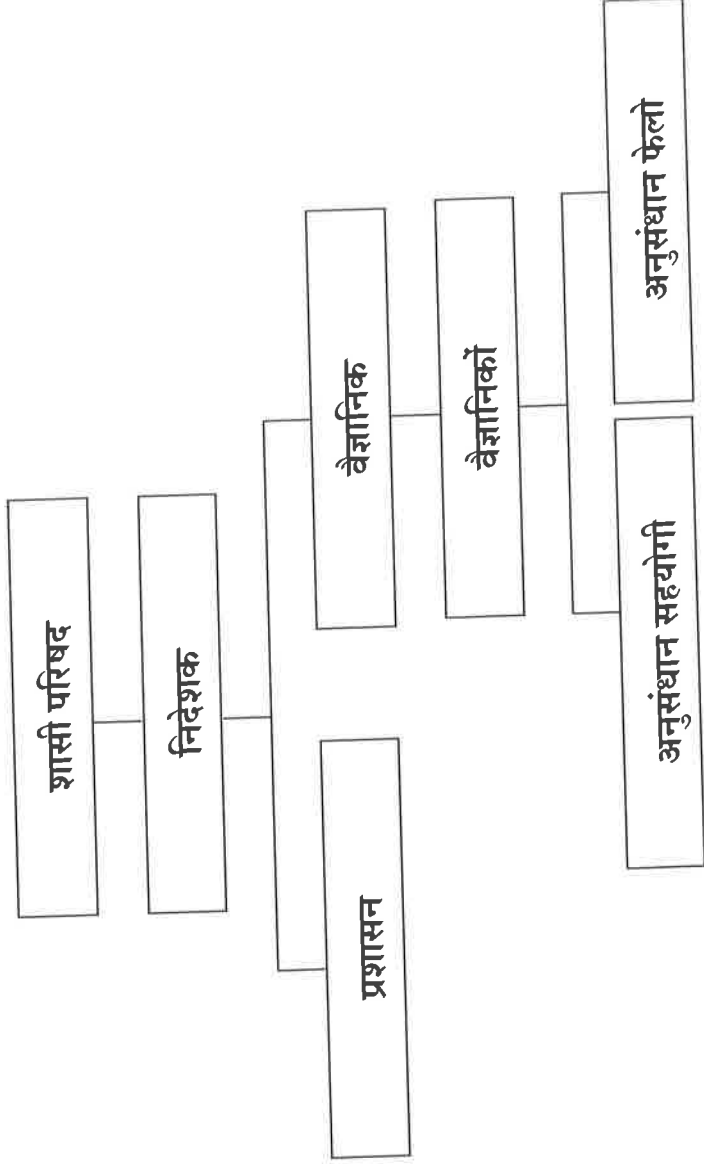 शासी परिषद
निदेशक
प्रशासन
वैज्ञानिक
वैज्ञानिकों
अनुसंधान सहयोगी
अनुसंधान फेलो